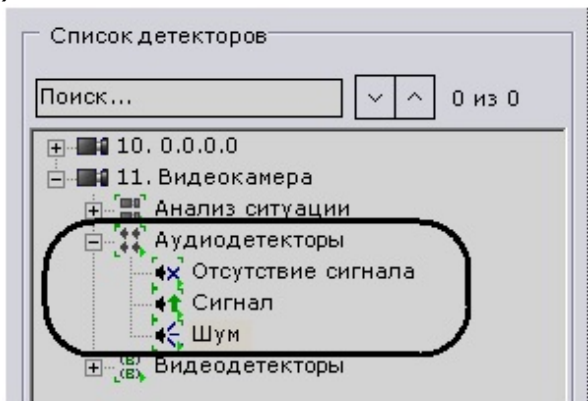 Список детекторов
Поиск... 0 из 0
10. 0.0.0.0
11. Видеокамера
Анализ ситуации
Аудиодетекторы
Отсутствие сигнала
Сигнал
Шум
Видеодетекторы